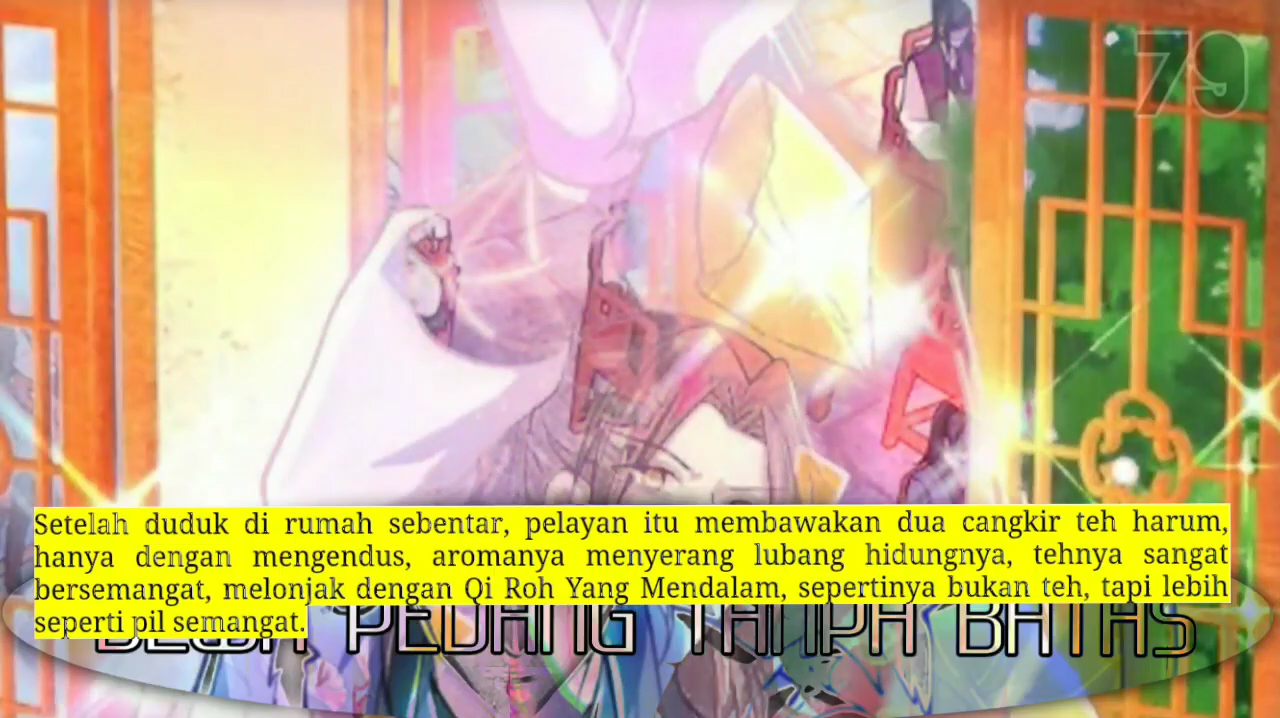 79
Setelah duduk di rumah sebentar, pelayan itu membawakan dua cangkir teh harum,
hanya dengan mengendus, aromanya menyerang lubang hidungnya, tehnya sangat
bersemangat, melonjak dengan Qi Roh Yang Mendalam, sepertinya bukan teh, tapi lebih
seperti pil semangat.
DEWA PEDANG TANPA BATAS